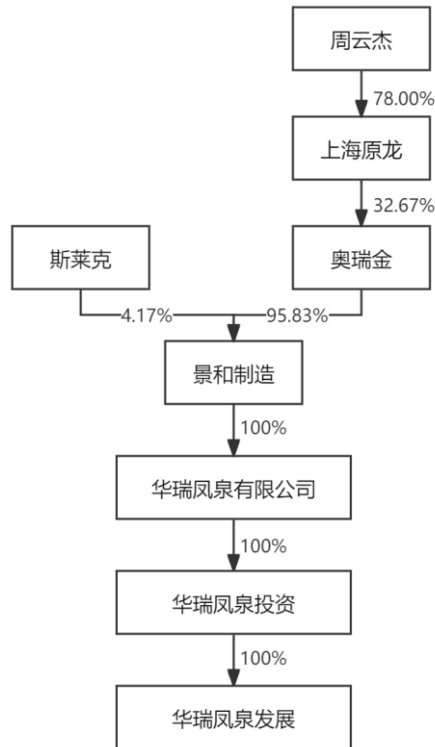 周云杰
78.00%
上海原龙
32.67%
斯莱克
奥瑞金
4.17%
95.83%
景和制造
100%
华瑞凤泉有限公司
100%
华瑞凤泉投资
100%
华瑞凤泉发展